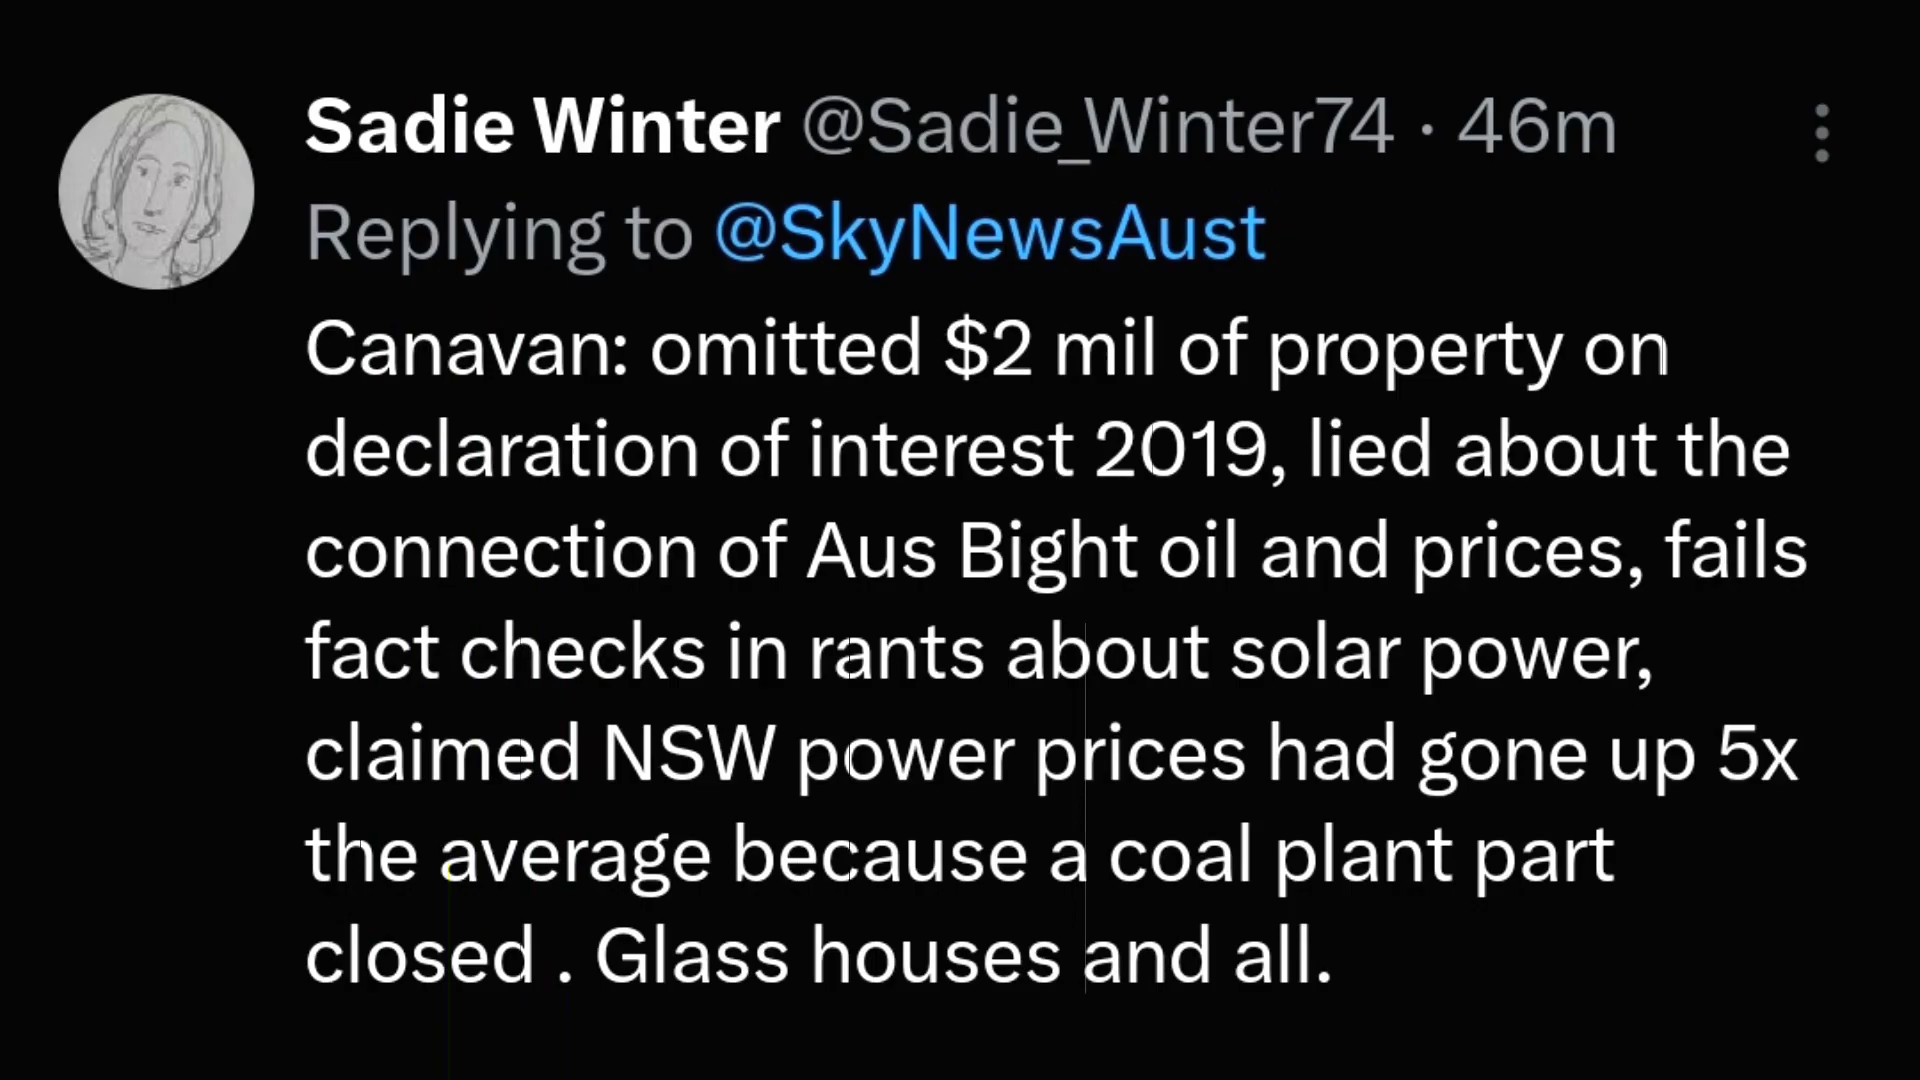 Sadie Winter @Sadie_Winter74 · 46m
Replying to @SkyNewsAust
Canavan: omitted $2 mil of property on
declaration of interest 2019, lied about the
connection of Aus Bight oil and prices, fails
fact checks in rants about solar power,
claimed NSW power prices had gone up 5x
the average because a coal plant part
closed . Glass houses and all.